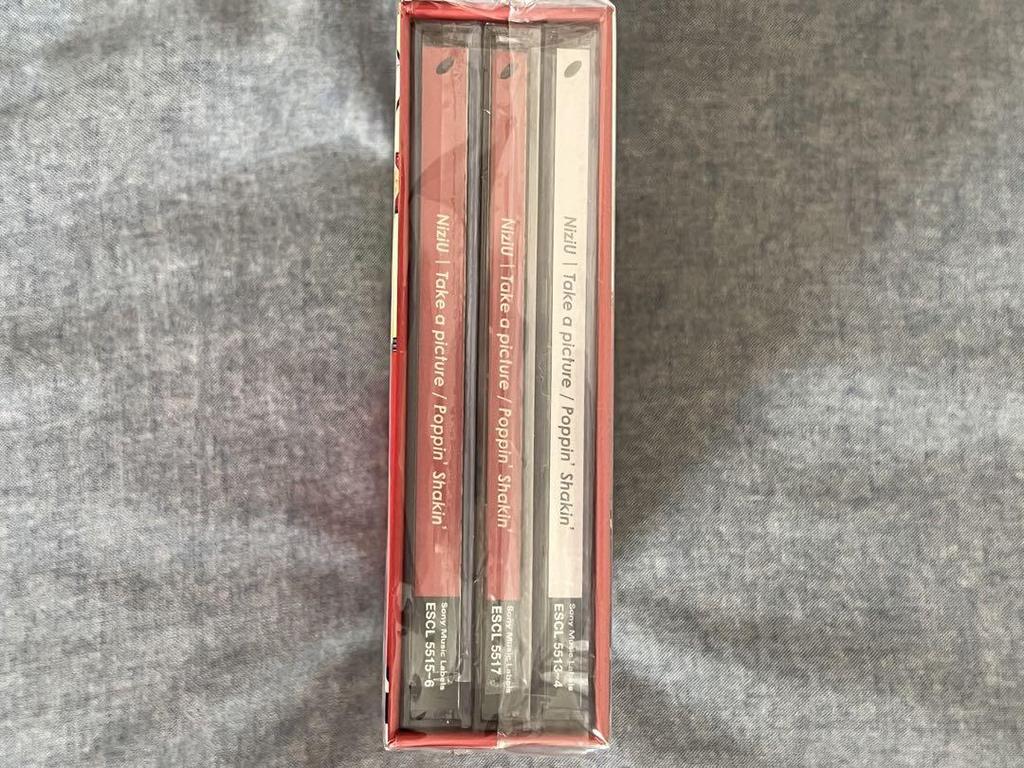 NiziU | Take a picture / Poppin' Shakin'
Sony Music Labels
ESCL 5515~6
NiziU | Take a picture / Poppin' Shakin'
Sony Music Labels
ESCL 5517
NiziU | Take a picture / Poppin' Shakin'
Sony Music Labels
ESCL 5513~4